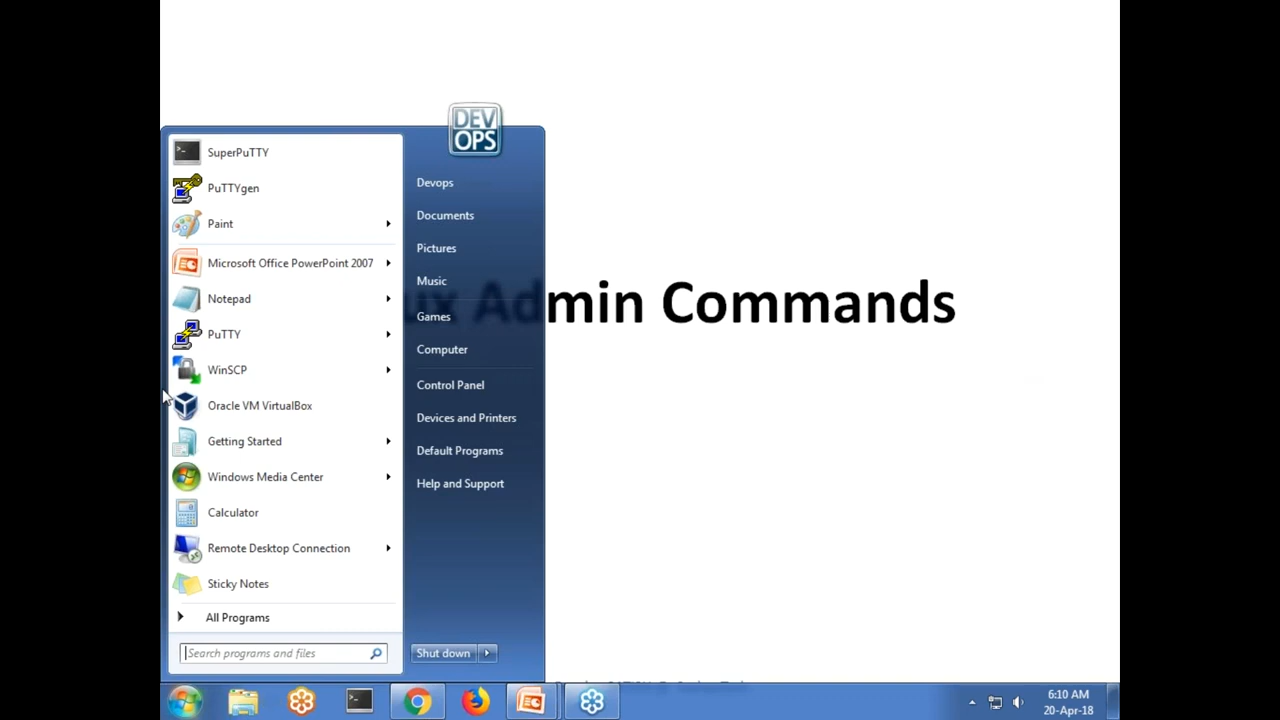 DEV
OPS
SuperPuTTY
PuTTYgen
Paint
Microsoft Office PowerPoint 2007
Notepad
PuTTY
WinSCP
Oracle VM VirtualBox
Getting Started
Windows Media Center
Calculator
Remote Desktop Connection
Sticky Notes
All Programs
Search programs and files
Devops
Documents
Pictures
Music
Games
Computer
Control Panel
Devices and Printers
Default Programs
Help and Support
Shut down
ux Admin Commands
6:10 AM
20-Apr-18